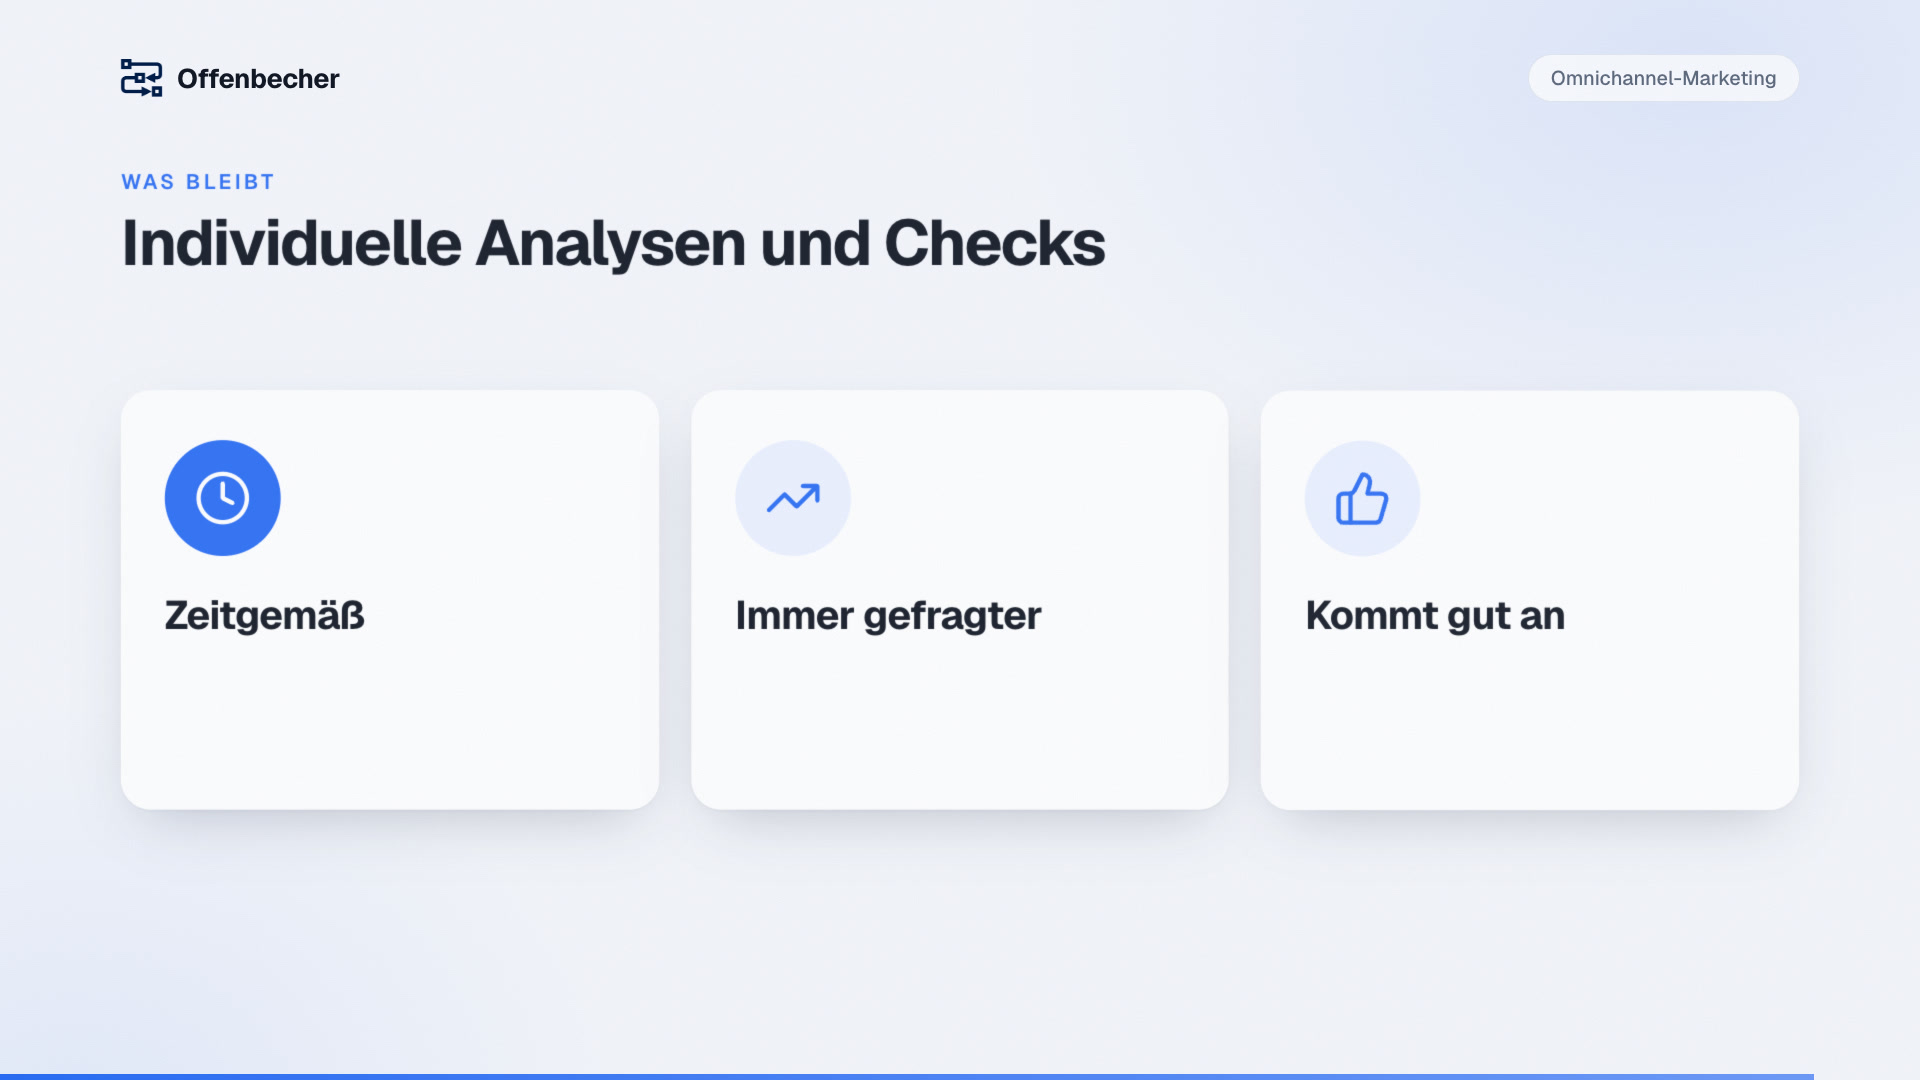 Offenbecher
Omnichannel-Marketing
WAS BLEIBT
Individuelle Analysen und Checks
Zeitgemäß
Immer gefragter
Kommt gut an